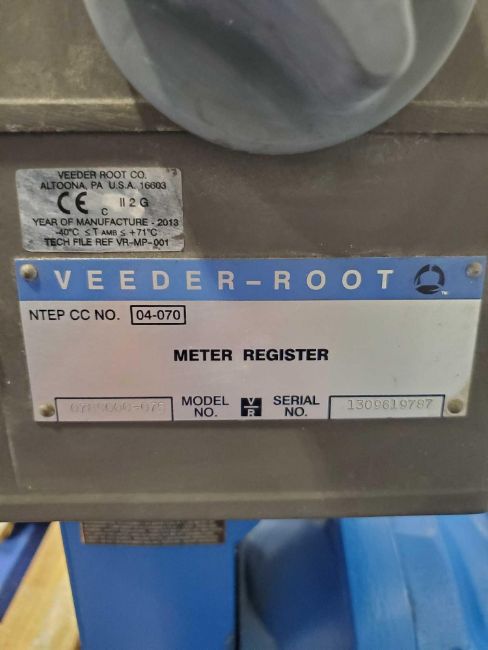 VEEDER ROOT CO.
ALTOONA, PA U.S.A. 16603
CE c II 2 G
YEAR OF MANUFACTURE - 2013
-40°C ≤ T AMB ≤ +71°C
TECH FILE REF VR-MP-001
VEEDER-ROOT ™
NTEP CC NO. 04-070
METER REGISTER
MODEL NO. V/R SERIAL NO. 1309619787